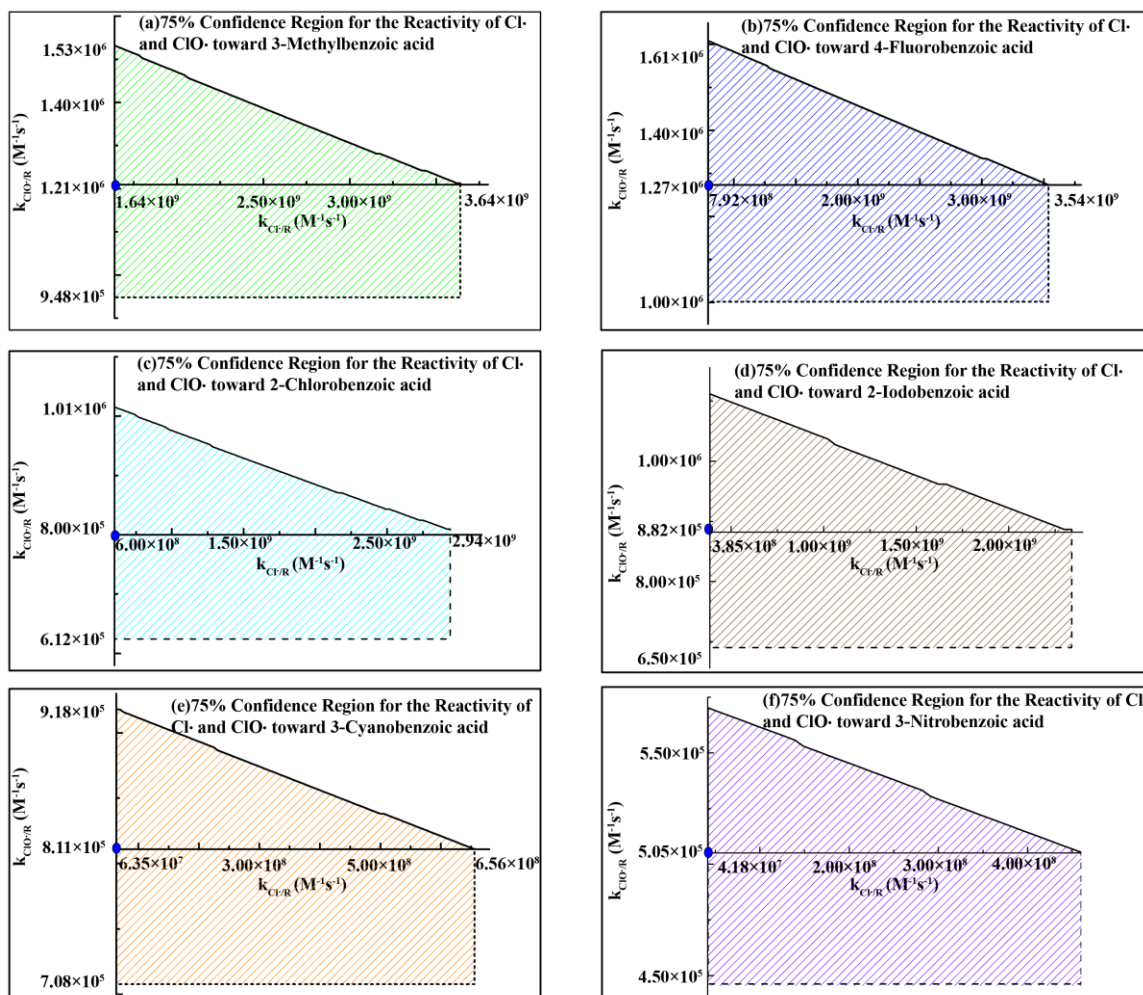 (a)75% Confidence Region for the Reactivity of Cl·
and ClO· toward 3-Methylbenzoic acid
1.53×10⁶
1.40×10⁶
1.21×10⁶
9.48×10⁵
k_ClO·/R (M⁻¹s⁻¹)
1.64×10⁹ 2.50×10⁹ 3.00×10⁹ 3.64×10⁹
k_Cl·/R (M⁻¹s⁻¹)
(b)75% Confidence Region for the Reactivity of Cl·
and ClO· toward 4-Fluorobenzoic acid
1.61×10⁶
1.40×10⁶
1.27×10⁶
1.00×10⁶
k_ClO·/R (M⁻¹s⁻¹)
7.92×10⁸ 2.00×10⁹ 3.00×10⁹ 3.54×10⁹
k_Cl·/R (M⁻¹s⁻¹)
(c)75% Confidence Region for the Reactivity of Cl·
and ClO· toward 2-Chlorobenzoic acid
1.01×10⁶
8.00×10⁵
6.12×10⁵
k_ClO·/R (M⁻¹s⁻¹)
6.00×10⁸ 1.50×10⁹ 2.50×10⁹ 2.94×10⁹
k_Cl·/R (M⁻¹s⁻¹)
(d)75% Confidence Region for the Reactivity of Cl·
and ClO· toward 2-Iodobenzoic acid
1.00×10⁶
8.82×10⁵
8.00×10⁵
6.50×10⁵
k_ClO·/R (M⁻¹s⁻¹)
3.85×10⁸ 1.00×10⁹ 1.50×10⁹ 2.00×10⁹
k_Cl·/R (M⁻¹s⁻¹)
(e)75% Confidence Region for the Reactivity of
Cl· and ClO· toward 3-Cyanobenzoic acid
9.18×10⁵
8.11×10⁵
7.08×10⁵
k_ClO·/R (M⁻¹s⁻¹)
6.35×10⁷ 3.00×10⁸ 5.00×10⁸ 6.56×10⁸
k_Cl·/R (M⁻¹s⁻¹)
(f)75% Confidence Region for the Reactivity of Cl·
and ClO· toward 3-Nitrobenzoic acid
5.50×10⁵
5.05×10⁵
4.50×10⁵
k_ClO·/R (M⁻¹s⁻¹)
4.18×10⁷ 2.00×10⁸ 3.00×10⁸ 4.00×10⁸
k_Cl·/R (M⁻¹s⁻¹)